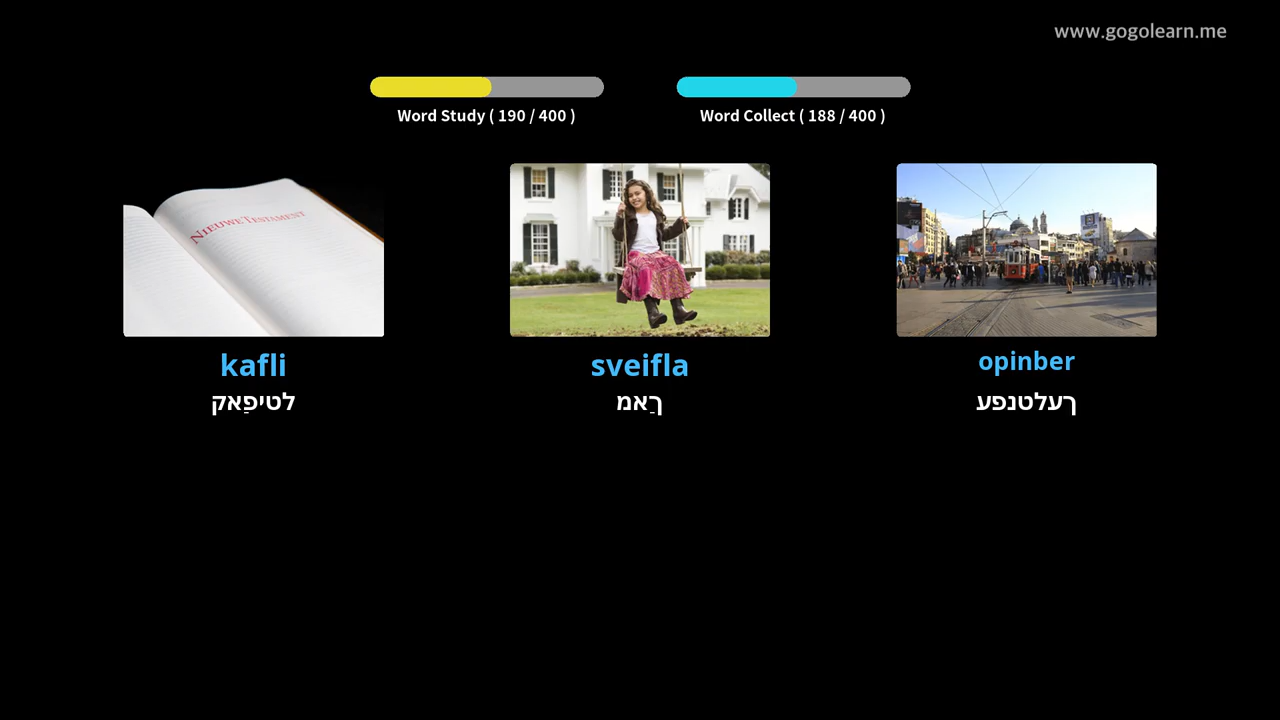 www.gogolearn.me
Word Study ( 190 / 400 )
Word Collect ( 188 / 400 )
NIEUWE TESTAMENT
kafli
לטיפַאק
sveifla
ךַאמ
opinber
ךעלטנפע